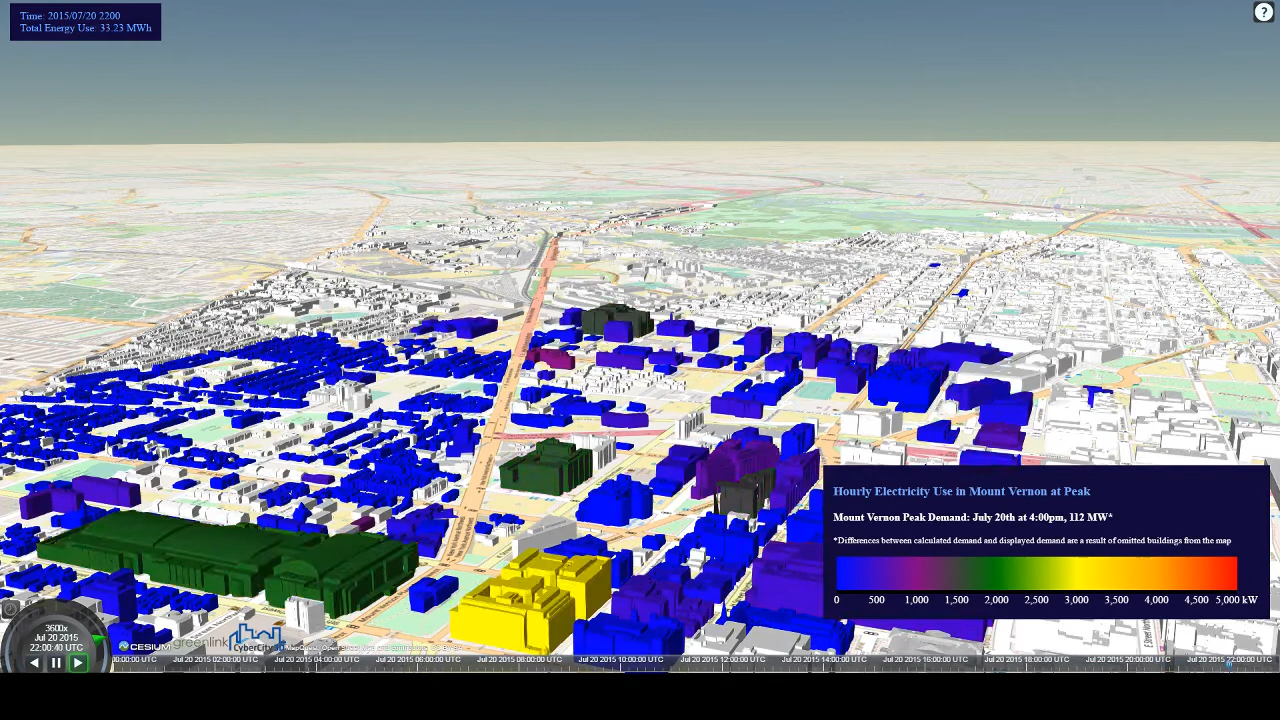 Time: 2015/07/20 2200
Total Energy Use: 33.23 MWh
?
Hourly Electricity Use in Mount Vernon at Peak
Mount Vernon Peak Demand: July 20th at 4:00pm, 112 MW*
*Differences between calculated demand and displayed demand are a result of omitted buildings from the map
0 500 1,000 1,500 2,000 2,500 3,000 3,500 4,000 4,500 5,000 kW
3600x
Jul 20 2015
22:00:40 UTC
CESIUM greenlink CyberCity
00:00:00 UTC Jul 20 2015 02:00:00 UTC Jul 20 2015 04:00:00 UTC Jul 20 2015 06:00:00 UTC Jul 20 2015 08:00:00 UTC Jul 20 2015 10:00:00 UTC Jul 20 2015 12:00:00 UTC Jul 20 2015 14:00:00 UTC Jul 20 2015 16:00:00 UTC Jul 20 2015 18:00:00 UTC Jul 20 2015 20:00:00 UTC Jul 20 2015 22:00:00 UTC